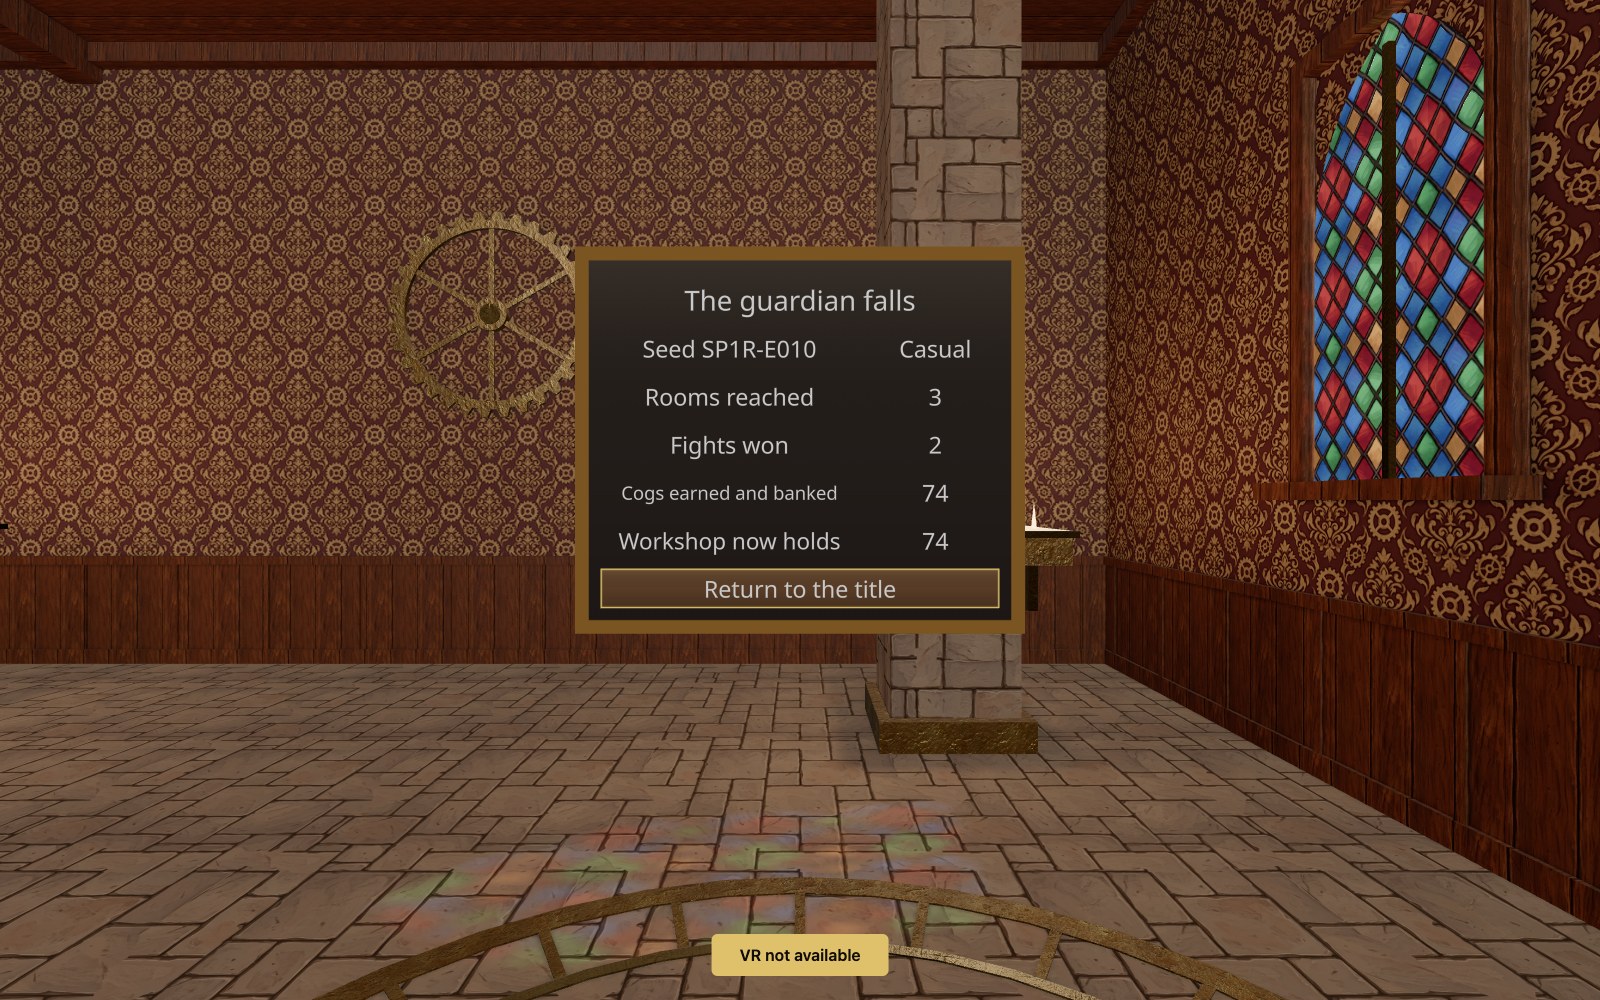 The guardian falls
Seed SP1R-E010 Casual
Rooms reached 3
Fights won 2
Cogs earned and banked 74
Workshop now holds 74
Return to the title
VR not available